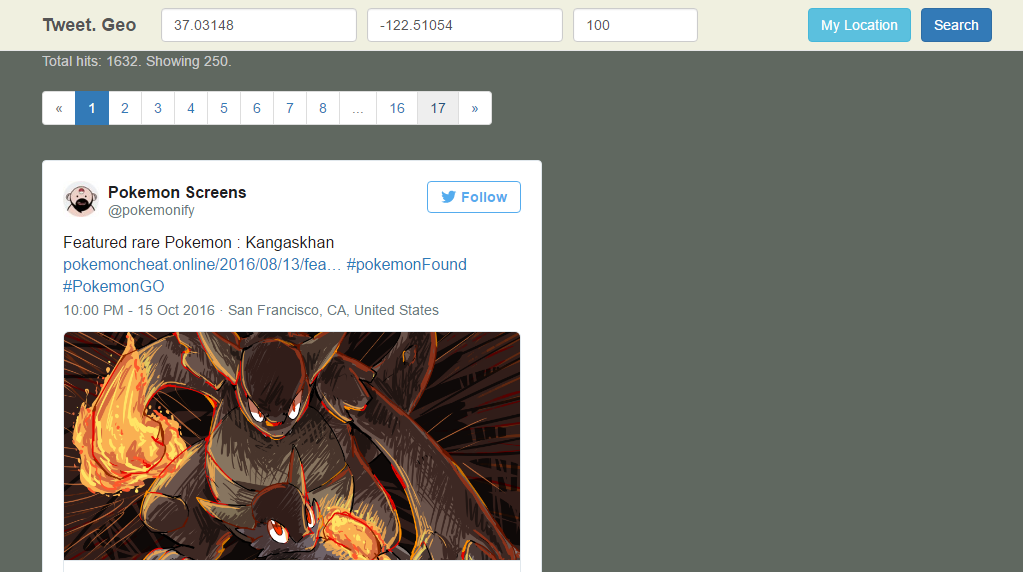 Tweet. Geo 37.03148 -122.51054 100 My Location Search
Total hits: 1632. Showing 250.
« 1 2 3 4 5 6 7 8 ... 16 17 »
Pokemon Screens Follow
@pokemonify
Featured rare Pokemon : Kangaskhan
pokemoncheat.online/2016/08/13/fea… #pokemonFound
#PokemonGO
10:00 PM - 15 Oct 2016 · San Francisco, CA, United States